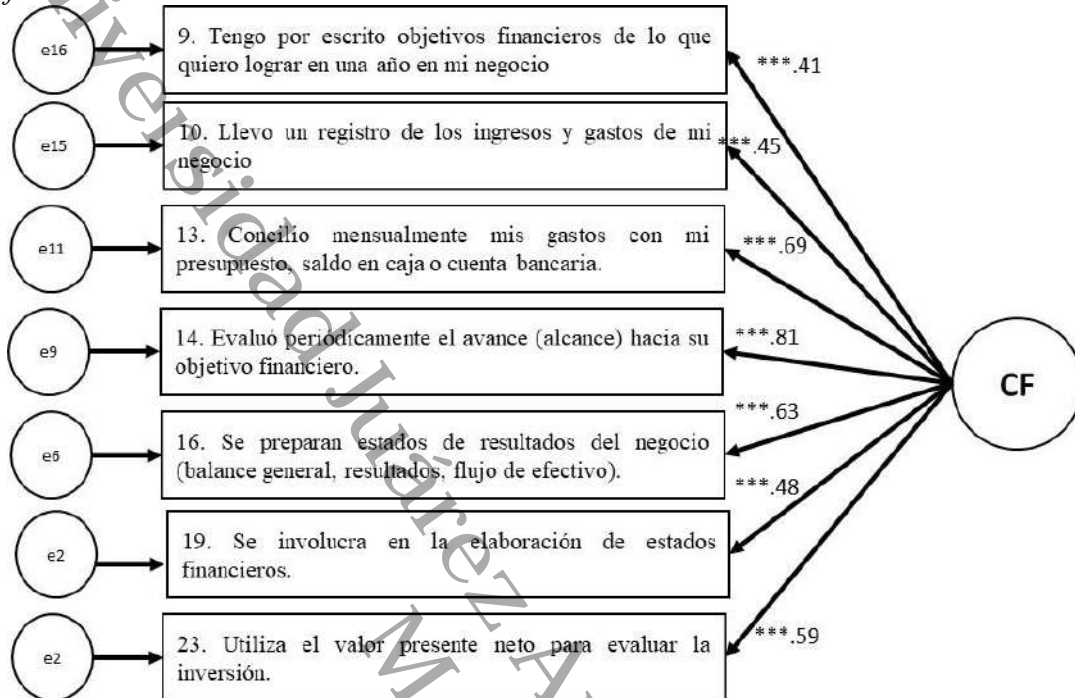 e16
9. Tengo por escrito objetivos financieros de lo que
quiero lograr en una año en mi negocio
***.41
e15
10. Llevo un registro de los ingresos y gastos de mi
negocio
***.45
e11
13. Concilio mensualmente mis gastos con mi
presupuesto, saldo en caja o cuenta bancaria.
***.69
e9
14. Evaluó periódicamente el avance (alcance) hacia su
objetivo financiero.
***.81
CF
e6
16. Se preparan estados de resultados del negocio
(balance general, resultados, flujo de efectivo).
***.63
e2
19. Se involucra en la elaboración de estados
financieros.
***.48
e2
23. Utiliza el valor presente neto para evaluar la
inversión.
***.59
versidad Juárez A
M